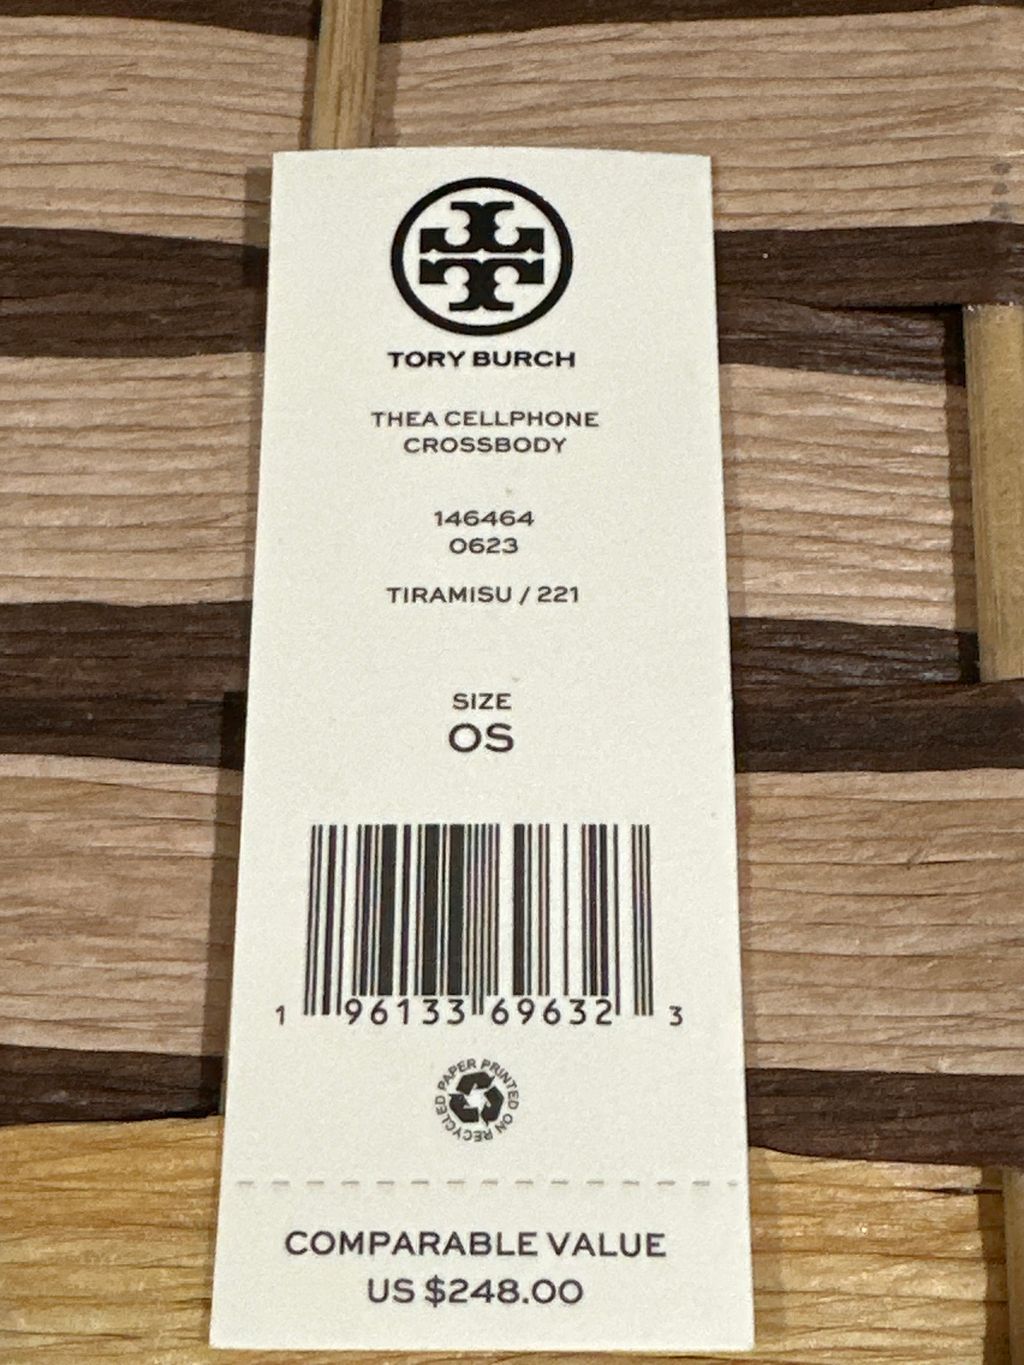 TORY BURCH
THEA CELLPHONE
CROSSBODY
146464
0623
TIRAMISU / 221
SIZE
OS
1 96133 69632 3
PRINTED ON RECYCLED PAPER
COMPARABLE VALUE
US $248.00